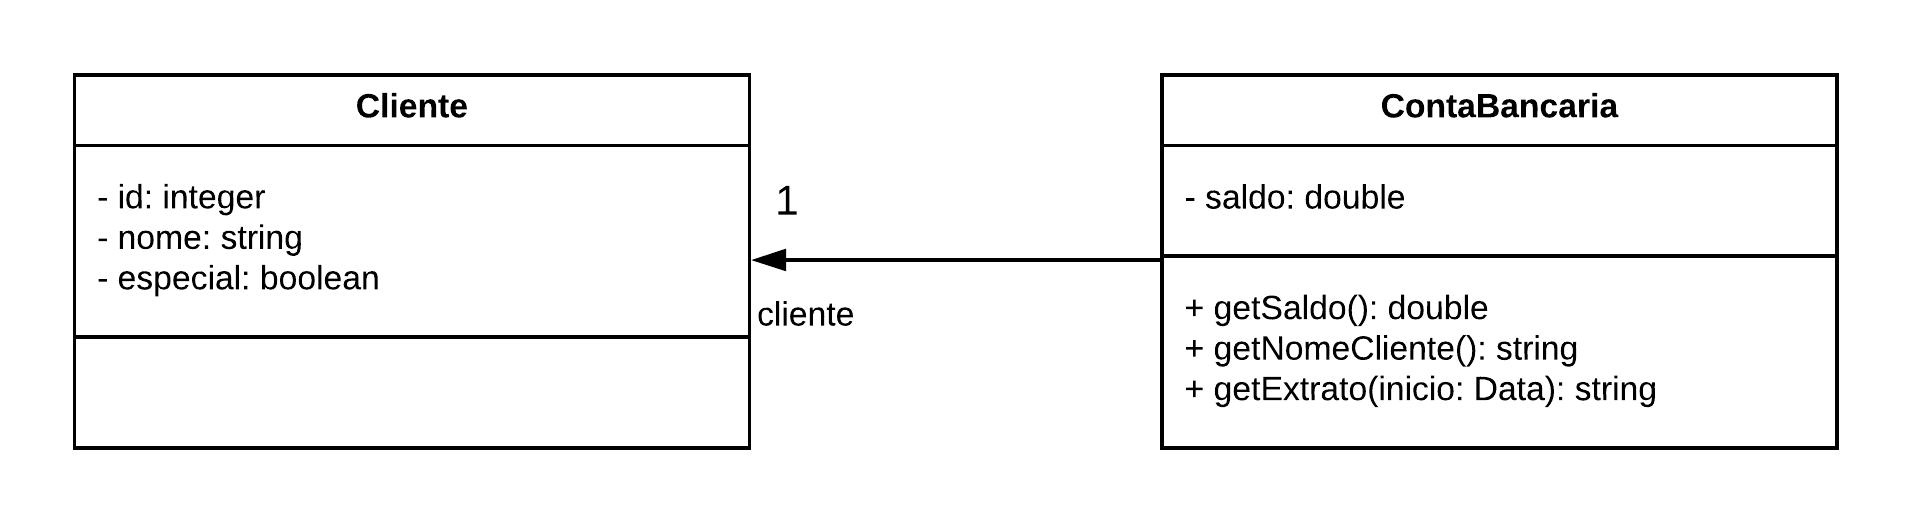 Cliente
- id: integer
- nome: string
- especial: boolean
1
cliente
ContaBancaria
- saldo: double
+ getSaldo(): double
+ getNomeCliente(): string
+ getExtrato(inicio: Data): string